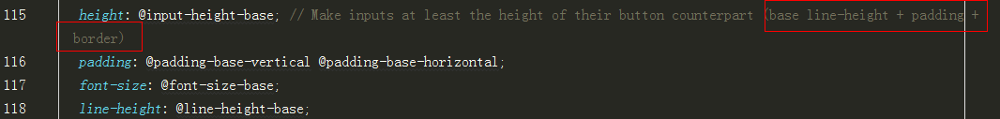 115 height: @input-height-base; // Make inputs at least the height of their button counterpart (base line-height + padding +
border)
116 padding: @padding-base-vertical @padding-base-horizontal;
117 font-size: @font-size-base;
118 line-height: @line-height-base;